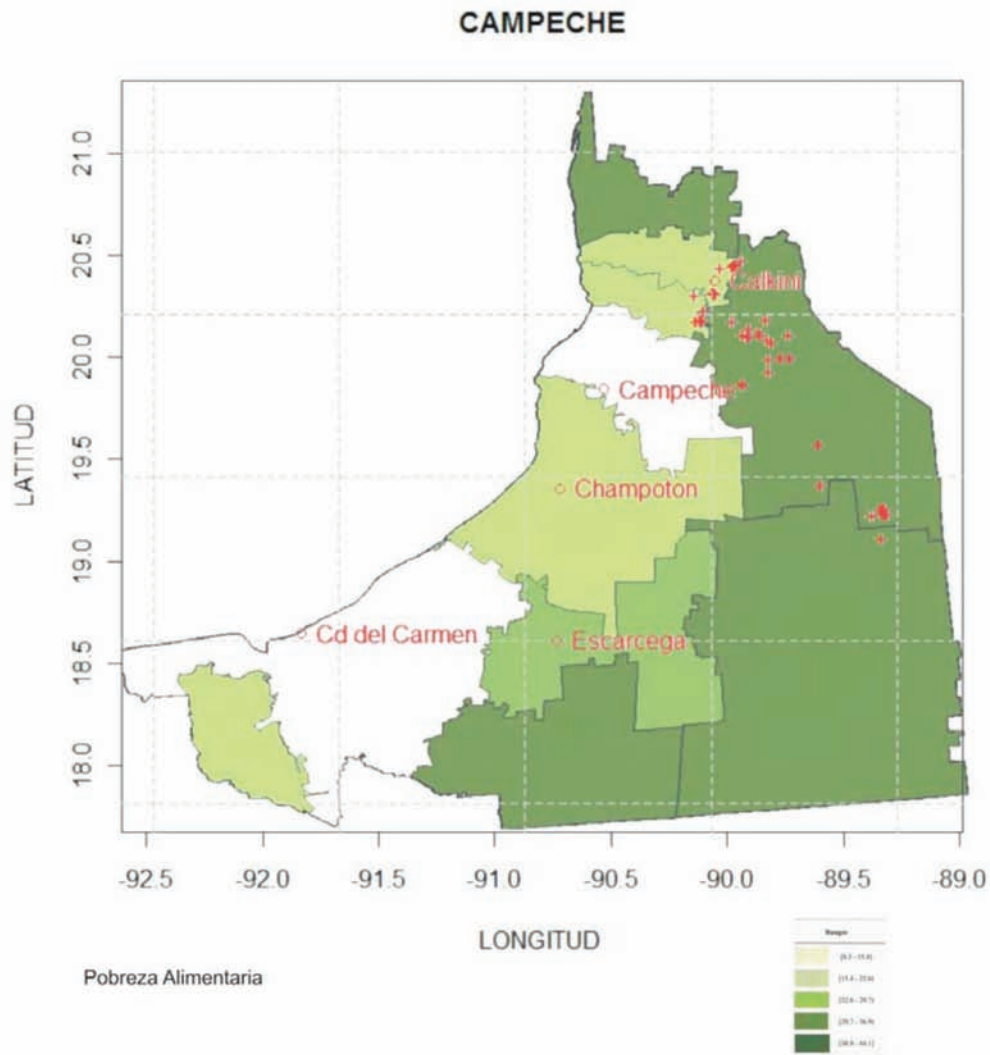 CAMPECHE
LATITUD
21.0
20.5
20.0
19.5
19.0
18.5
18.0
Calkini
Campeche
Champoton
Cd del Carmen
Escarcega
-92.5 -92.0 -91.5 -91.0 -90.5 -90.0 -89.5 -89.0
LONGITUD
Pobreza Alimentaria